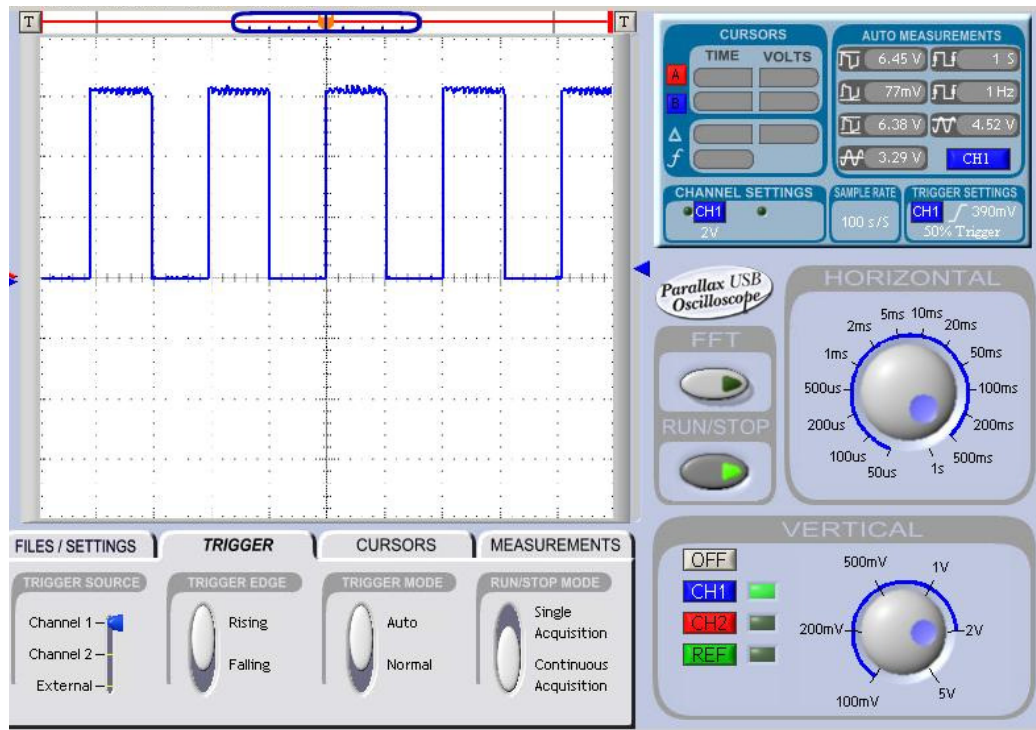 T
T
CURSORS
TIME VOLTS
A
B
Δ
f
AUTO MEASUREMENTS
6.45 V 1 S
77mV 1 Hz
6.38 V 4.52 V
3.29 V CH1
CHANNEL SETTINGS
CH1
2V
SAMPLE RATE
100 s/S
TRIGGER SETTINGS
CH1 390mV
50% Trigger
Parallax USB
Oscilloscope
FFT
RUN/STOP
HORIZONTAL
5ms 10ms
2ms 20ms
1ms 50ms
500us 100ms
200us 200ms
100us 500ms
50us 1s
FILES / SETTINGS TRIGGER CURSORS MEASUREMENTS
TRIGGER SOURCE
Channel 1
Channel 2
External
TRIGGER EDGE
Rising
Falling
TRIGGER MODE
Auto
Normal
RUN/STOP MODE
Single
Acquisition
Continuous
Acquisition
VERTICAL
OFF
CH1
CH2
REF
500mV 1V
200mV 2V
100mV 5V